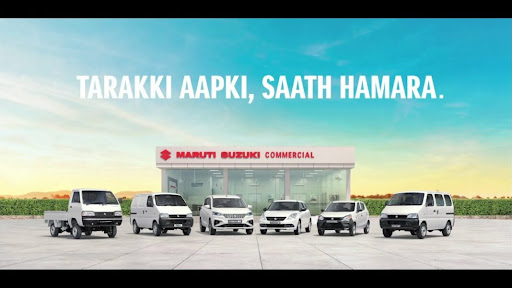 TARAKKI AAPKI, SAATH HAMARA.
MARUTI SUZUKI COMMERCIAL